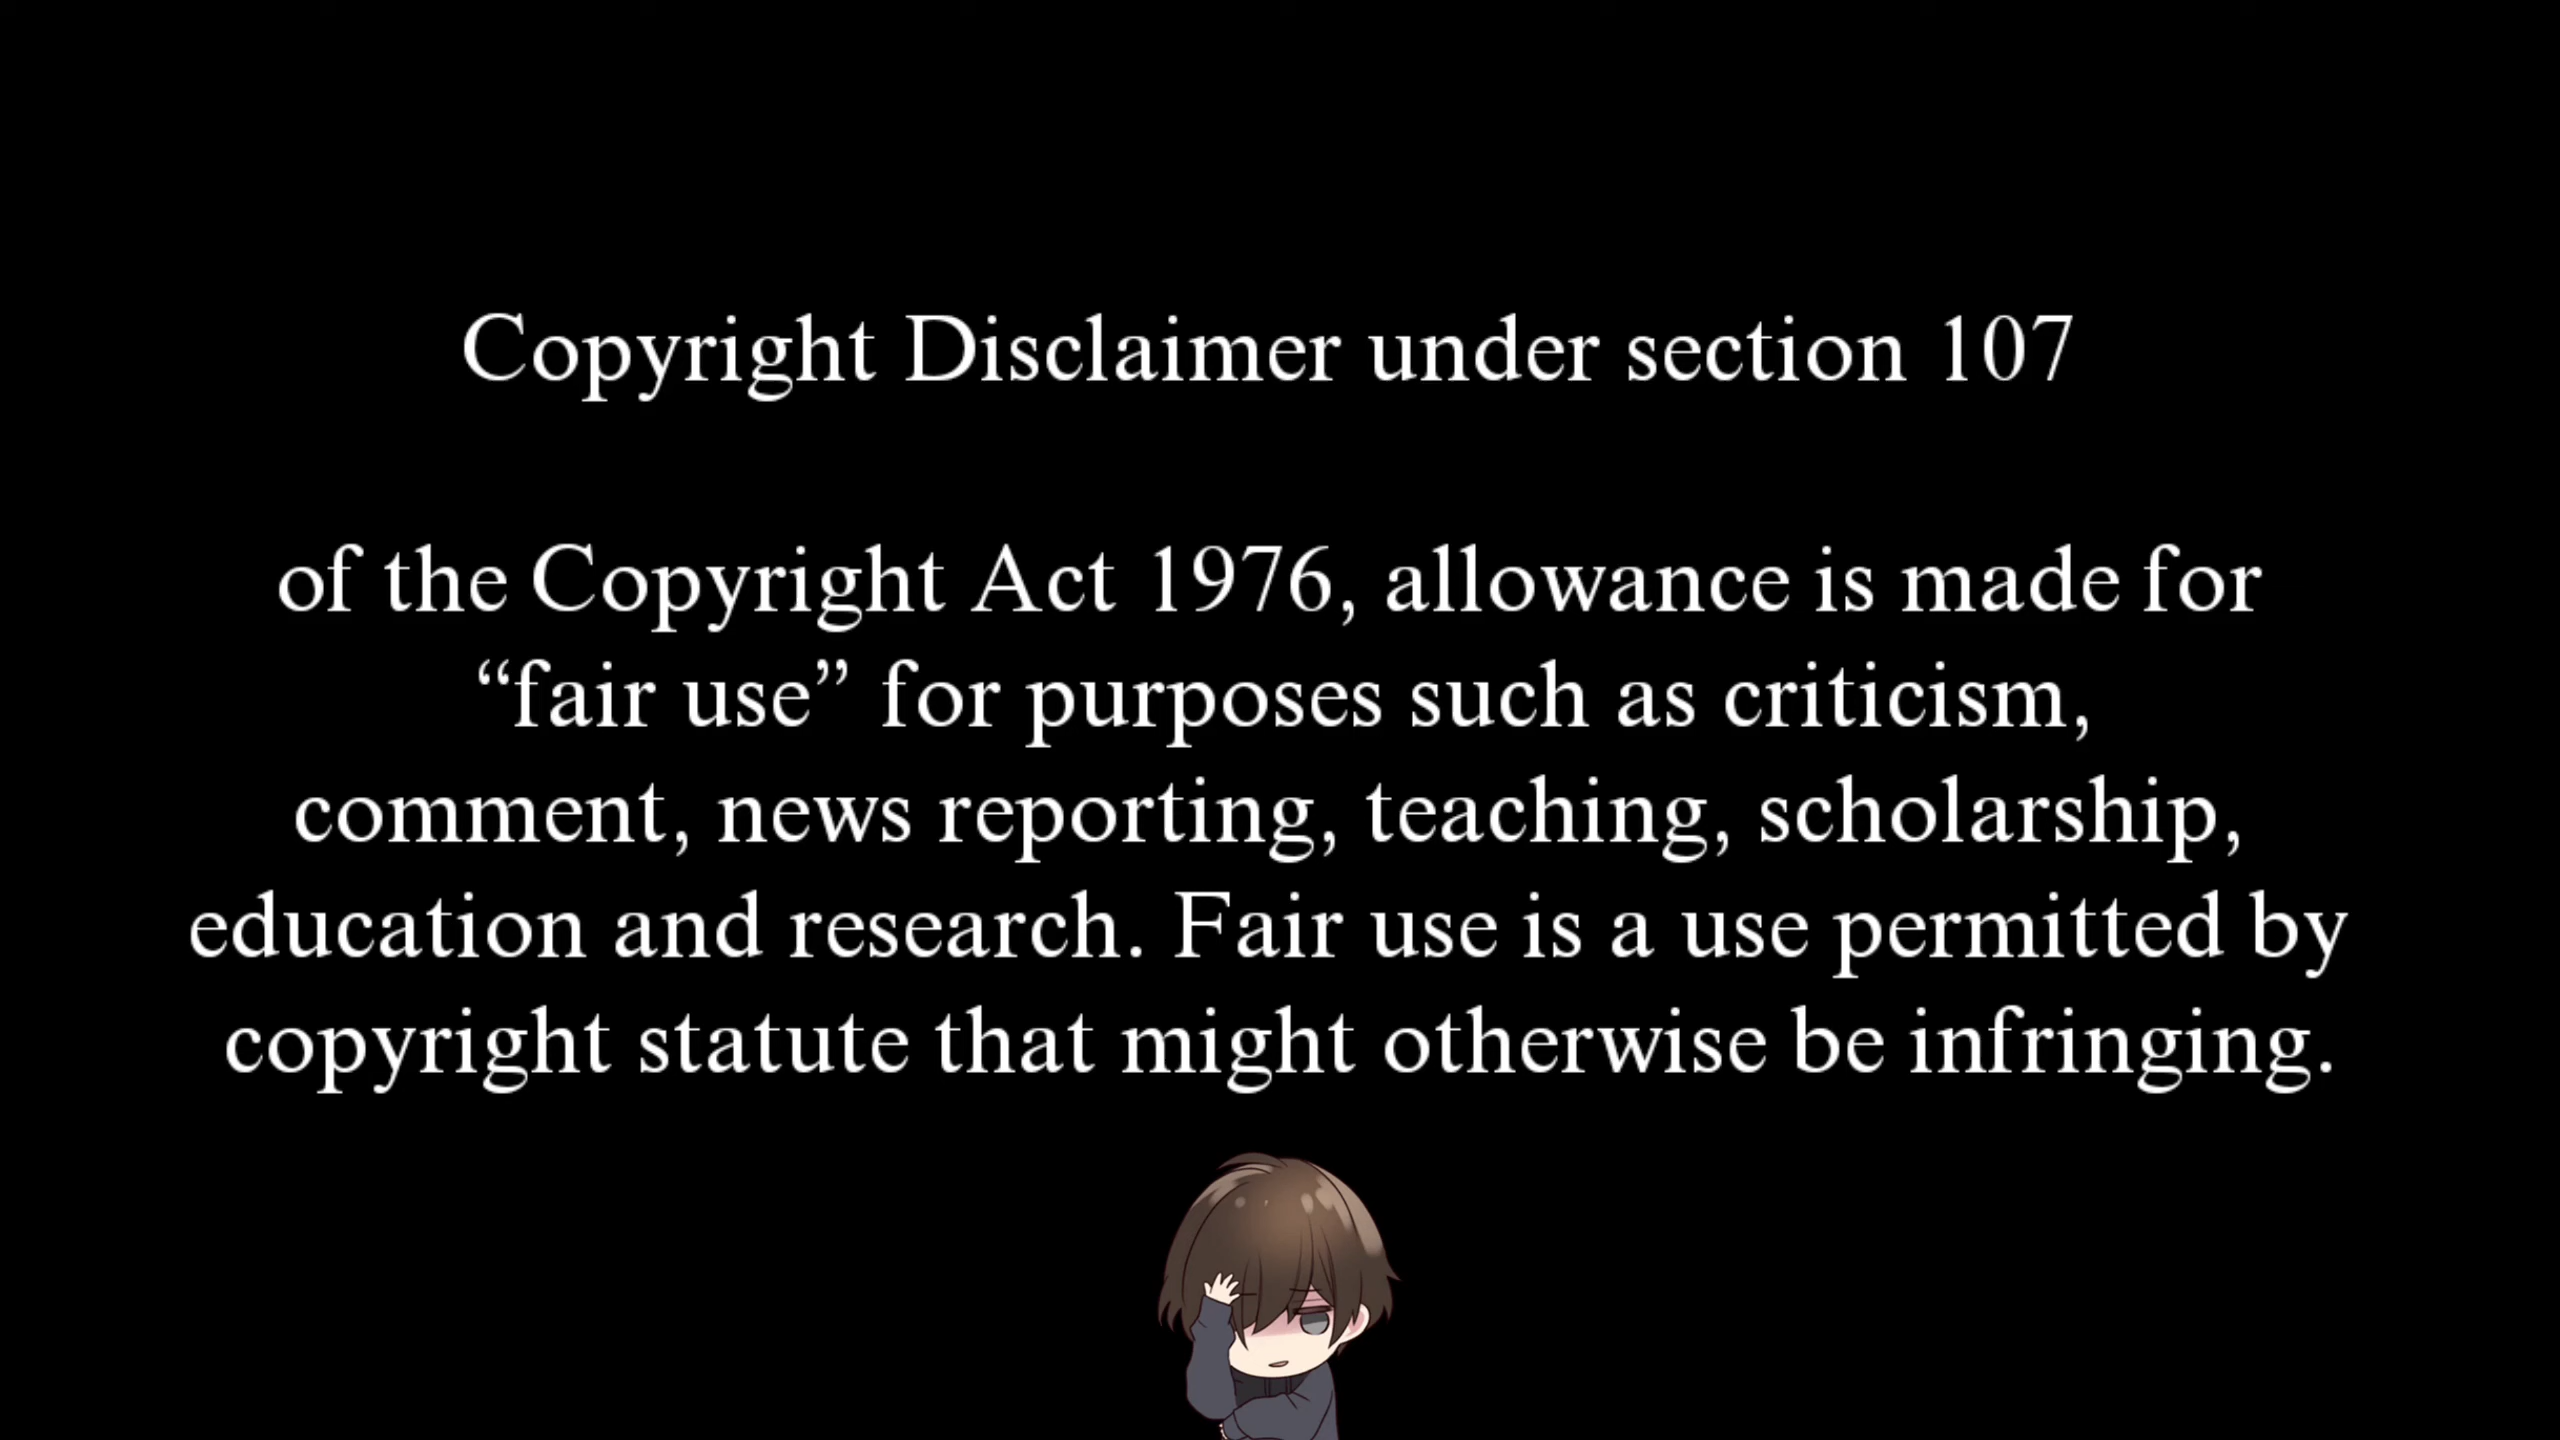 Copyright Disclaimer under section 107
of the Copyright Act 1976, allowance is made for
“fair use” for purposes such as criticism,
comment, news reporting, teaching, scholarship,
education and research. Fair use is a use permitted by
copyright statute that might otherwise be infringing.